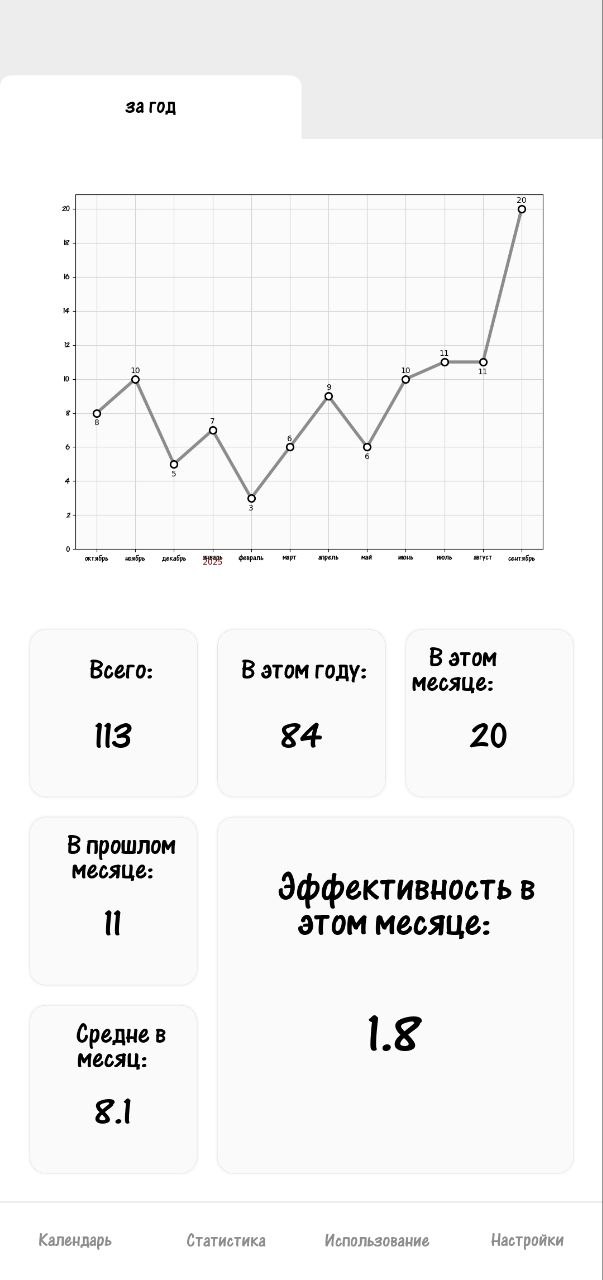 за год
20
20
18
16
14
12
10
8
6
4
2
0
8
10
5
7
3
6
9
6
10
11
11
октябрь ноябрь декабрь январь февраль март апрель май июнь июль август сентябрь
2025
Всего:
113
В этом году:
84
В этом
месяце:
20
В прошлом
месяце:
11
Эффективность в
этом месяце:
1.8
Средне в
месяц:
8.1
Календарь Статистика Использование Настройки